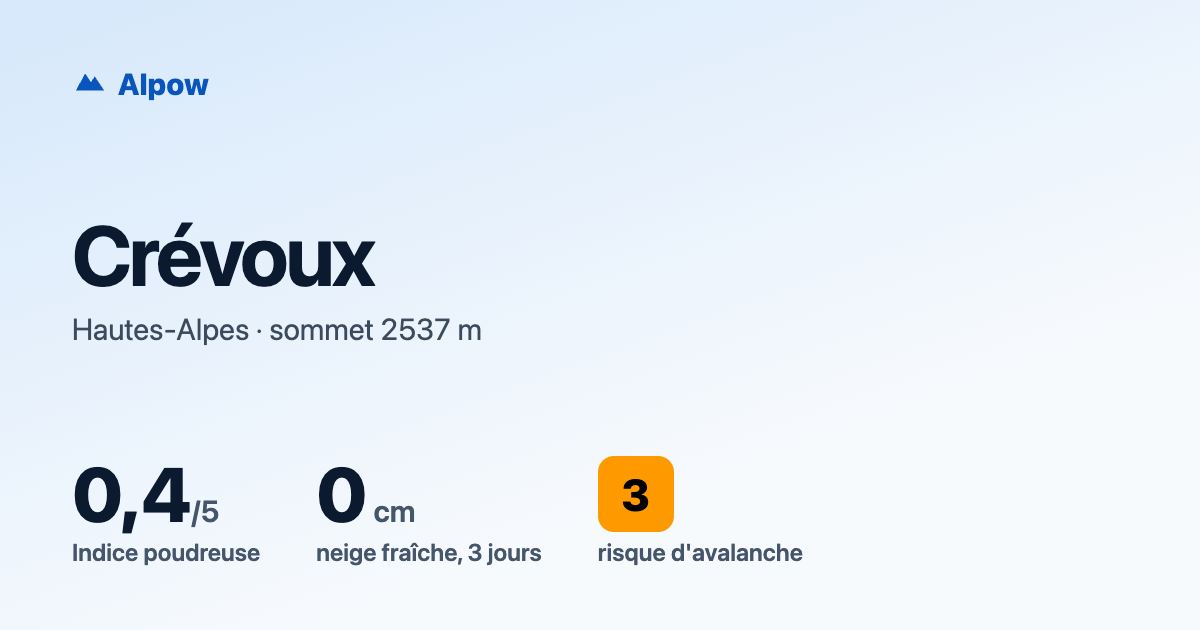 Alpow
Crévoux
Hautes-Alpes · sommet 2537 m
0,4/5
Indice poudreuse
0 cm
neige fraîche, 3 jours
3
risque d'avalanche